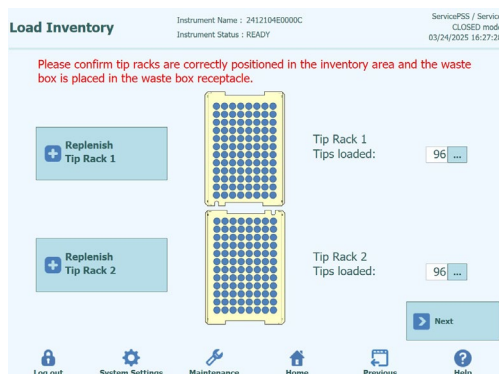 Load Inventory
Instrument Name : 2412104E0000C
Instrument Status : READY
ServicePSS / Service
CLOSED mode
03/24/2025 16:27:28
Please confirm tip racks are correctly positioned in the inventory area and the waste
box is placed in the waste box receptacle.
Replenish
Tip Rack 1
Tip Rack 1
Tips loaded:
96 ...
Replenish
Tip Rack 2
Tip Rack 2
Tips loaded:
96 ...
Next
Log out
System Settings
Maintenance
Home
Previous
Help